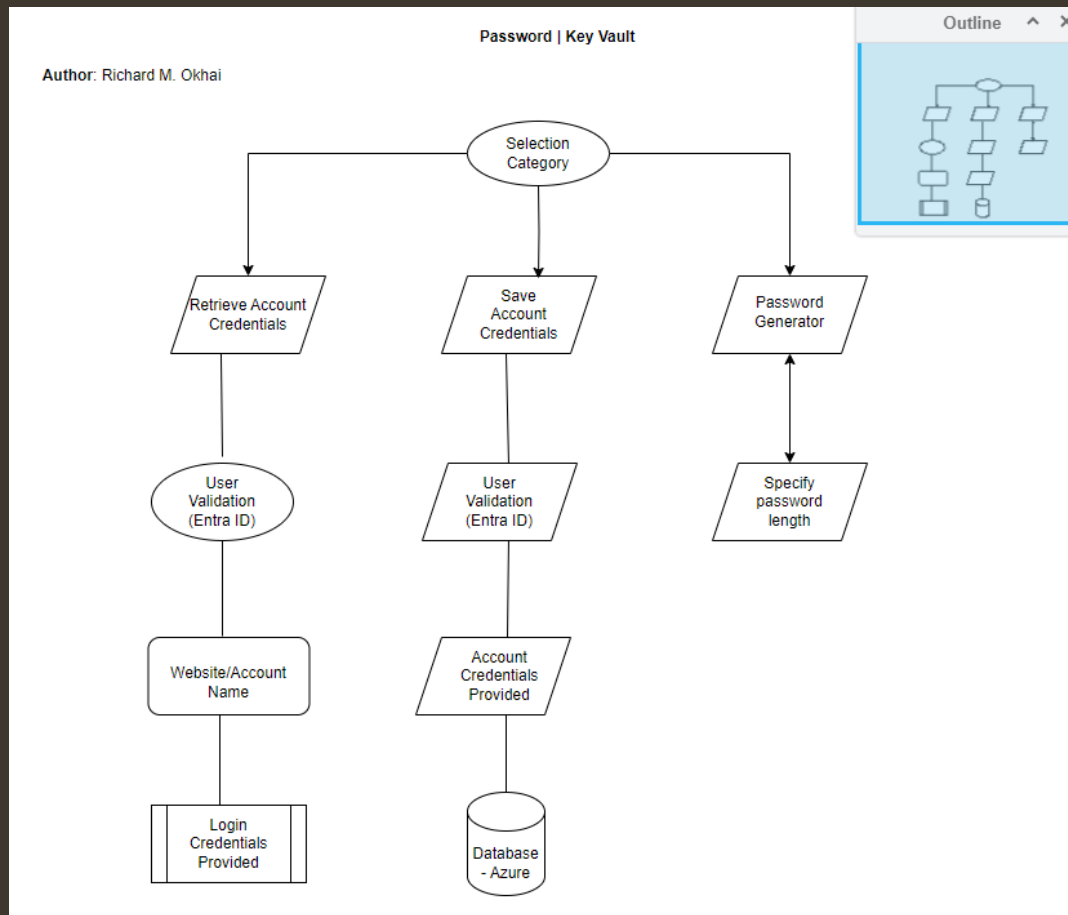 Password | Key Vault
Outline
Author: Richard M. Okhai
Selection
Category
Retrieve Account
Credentials
Save
Account
Credentials
Password
Generator
User
Validation
(Entra ID)
User
Validation
(Entra ID)
Specify
password
length
Website/Account
Name
Account
Credentials
Provided
Login
Credentials
Provided
Database
- Azure